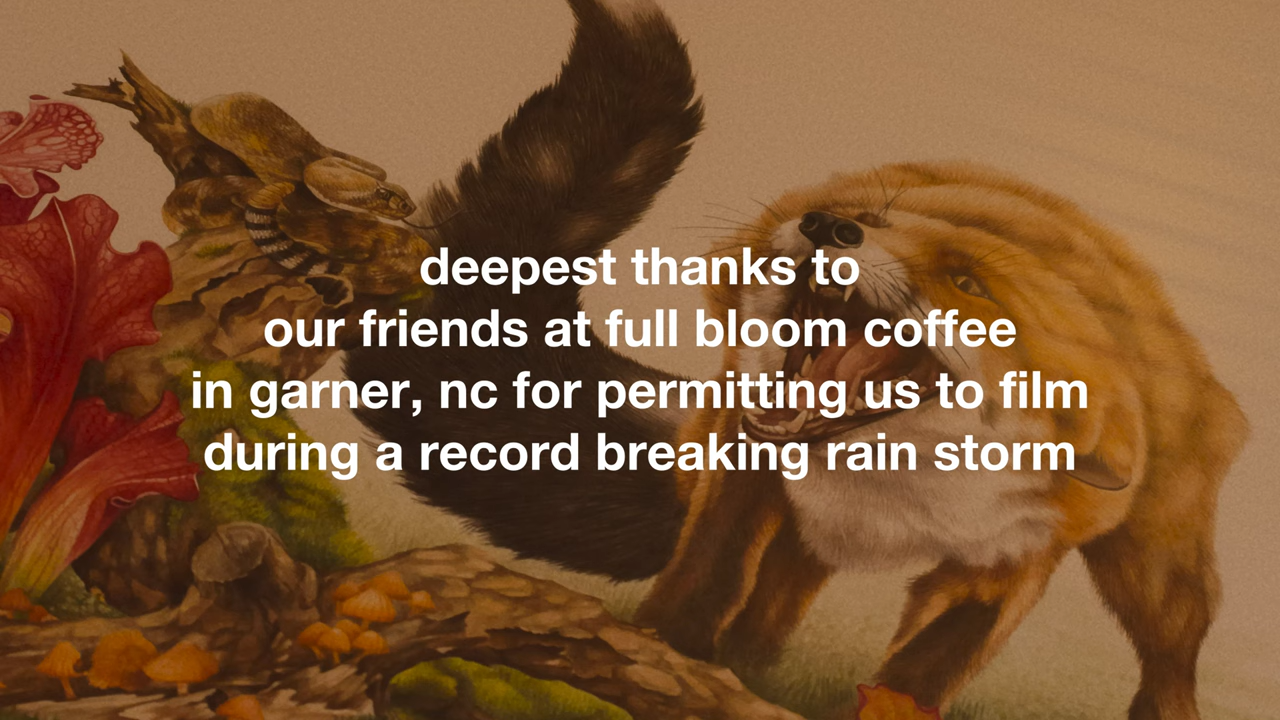 deepest thanks to
our friends at full bloom coffee
in garner, nc for permitting us to film
during a record breaking rain storm